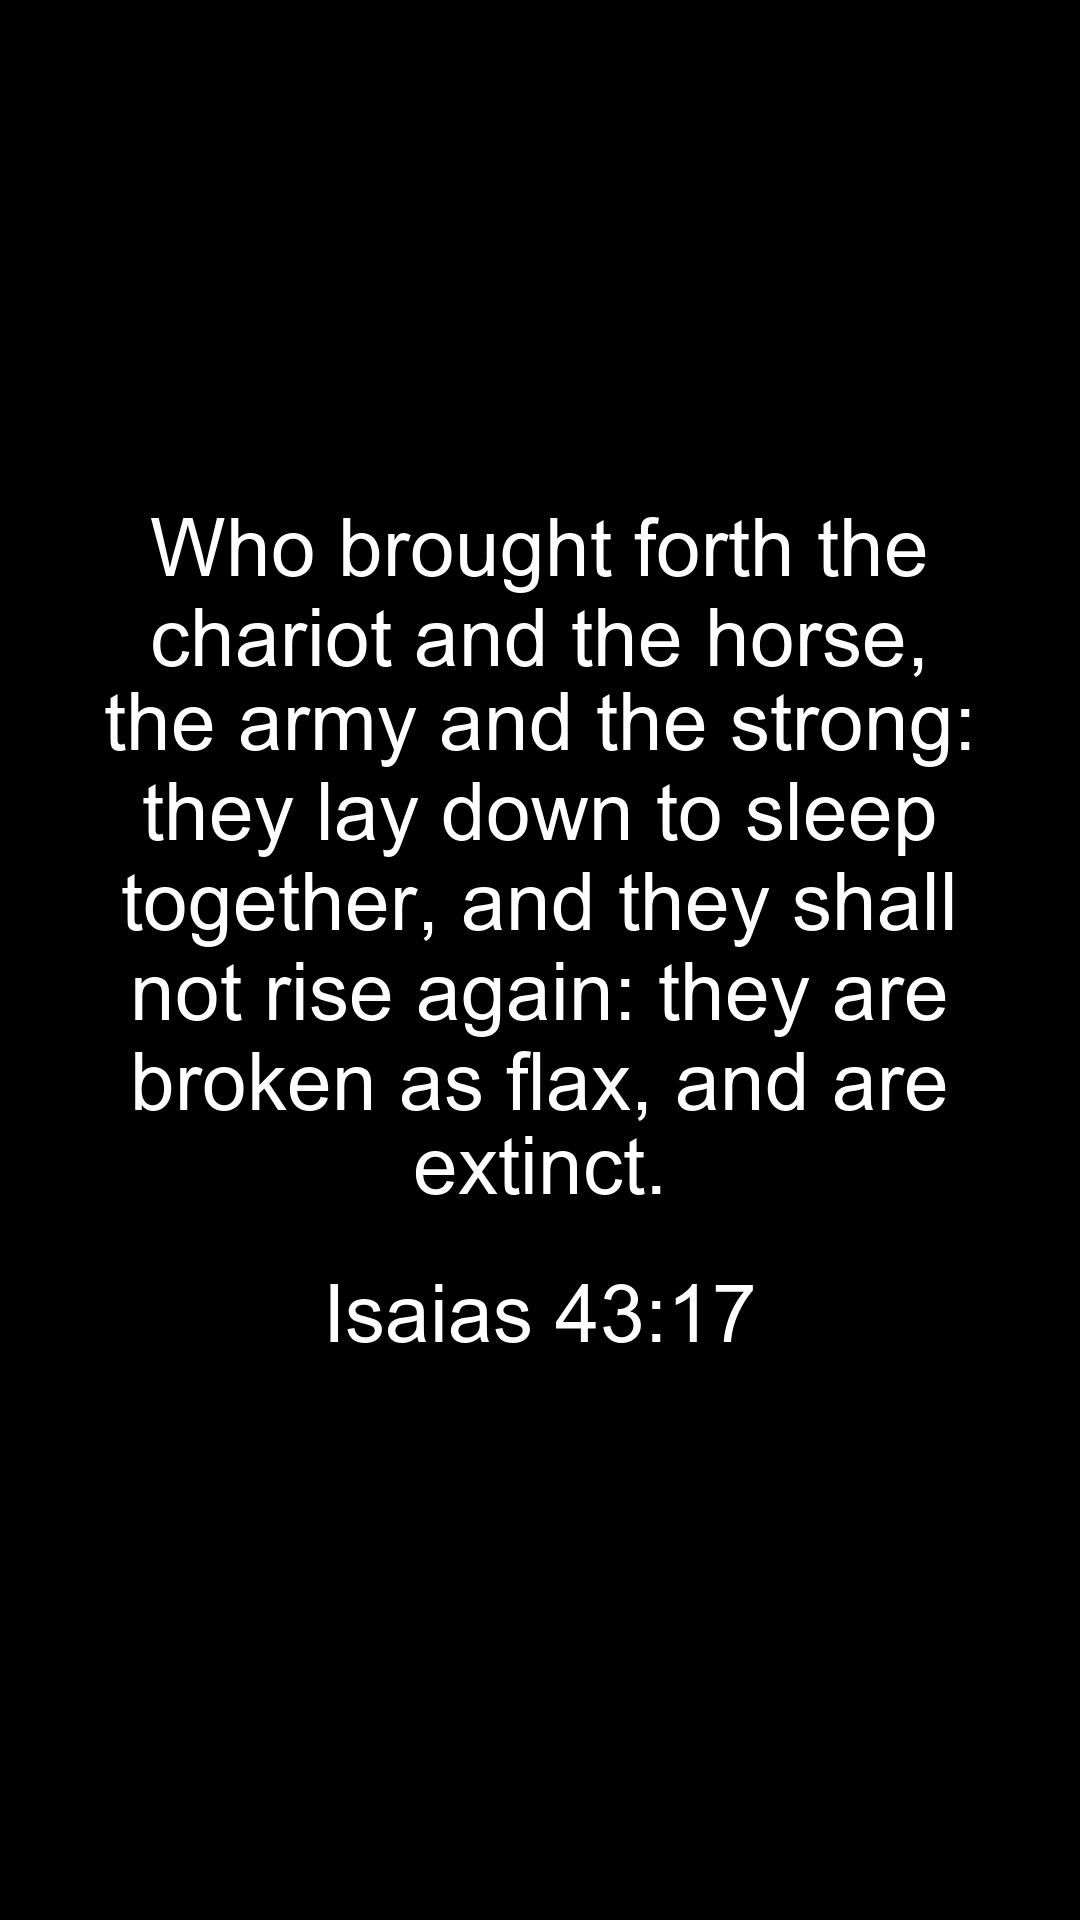 Who brought forth the
chariot and the horse,
the army and the strong:
they lay down to sleep
together, and they shall
not rise again: they are
broken as flax, and are
extinct.
Isaias 43:17